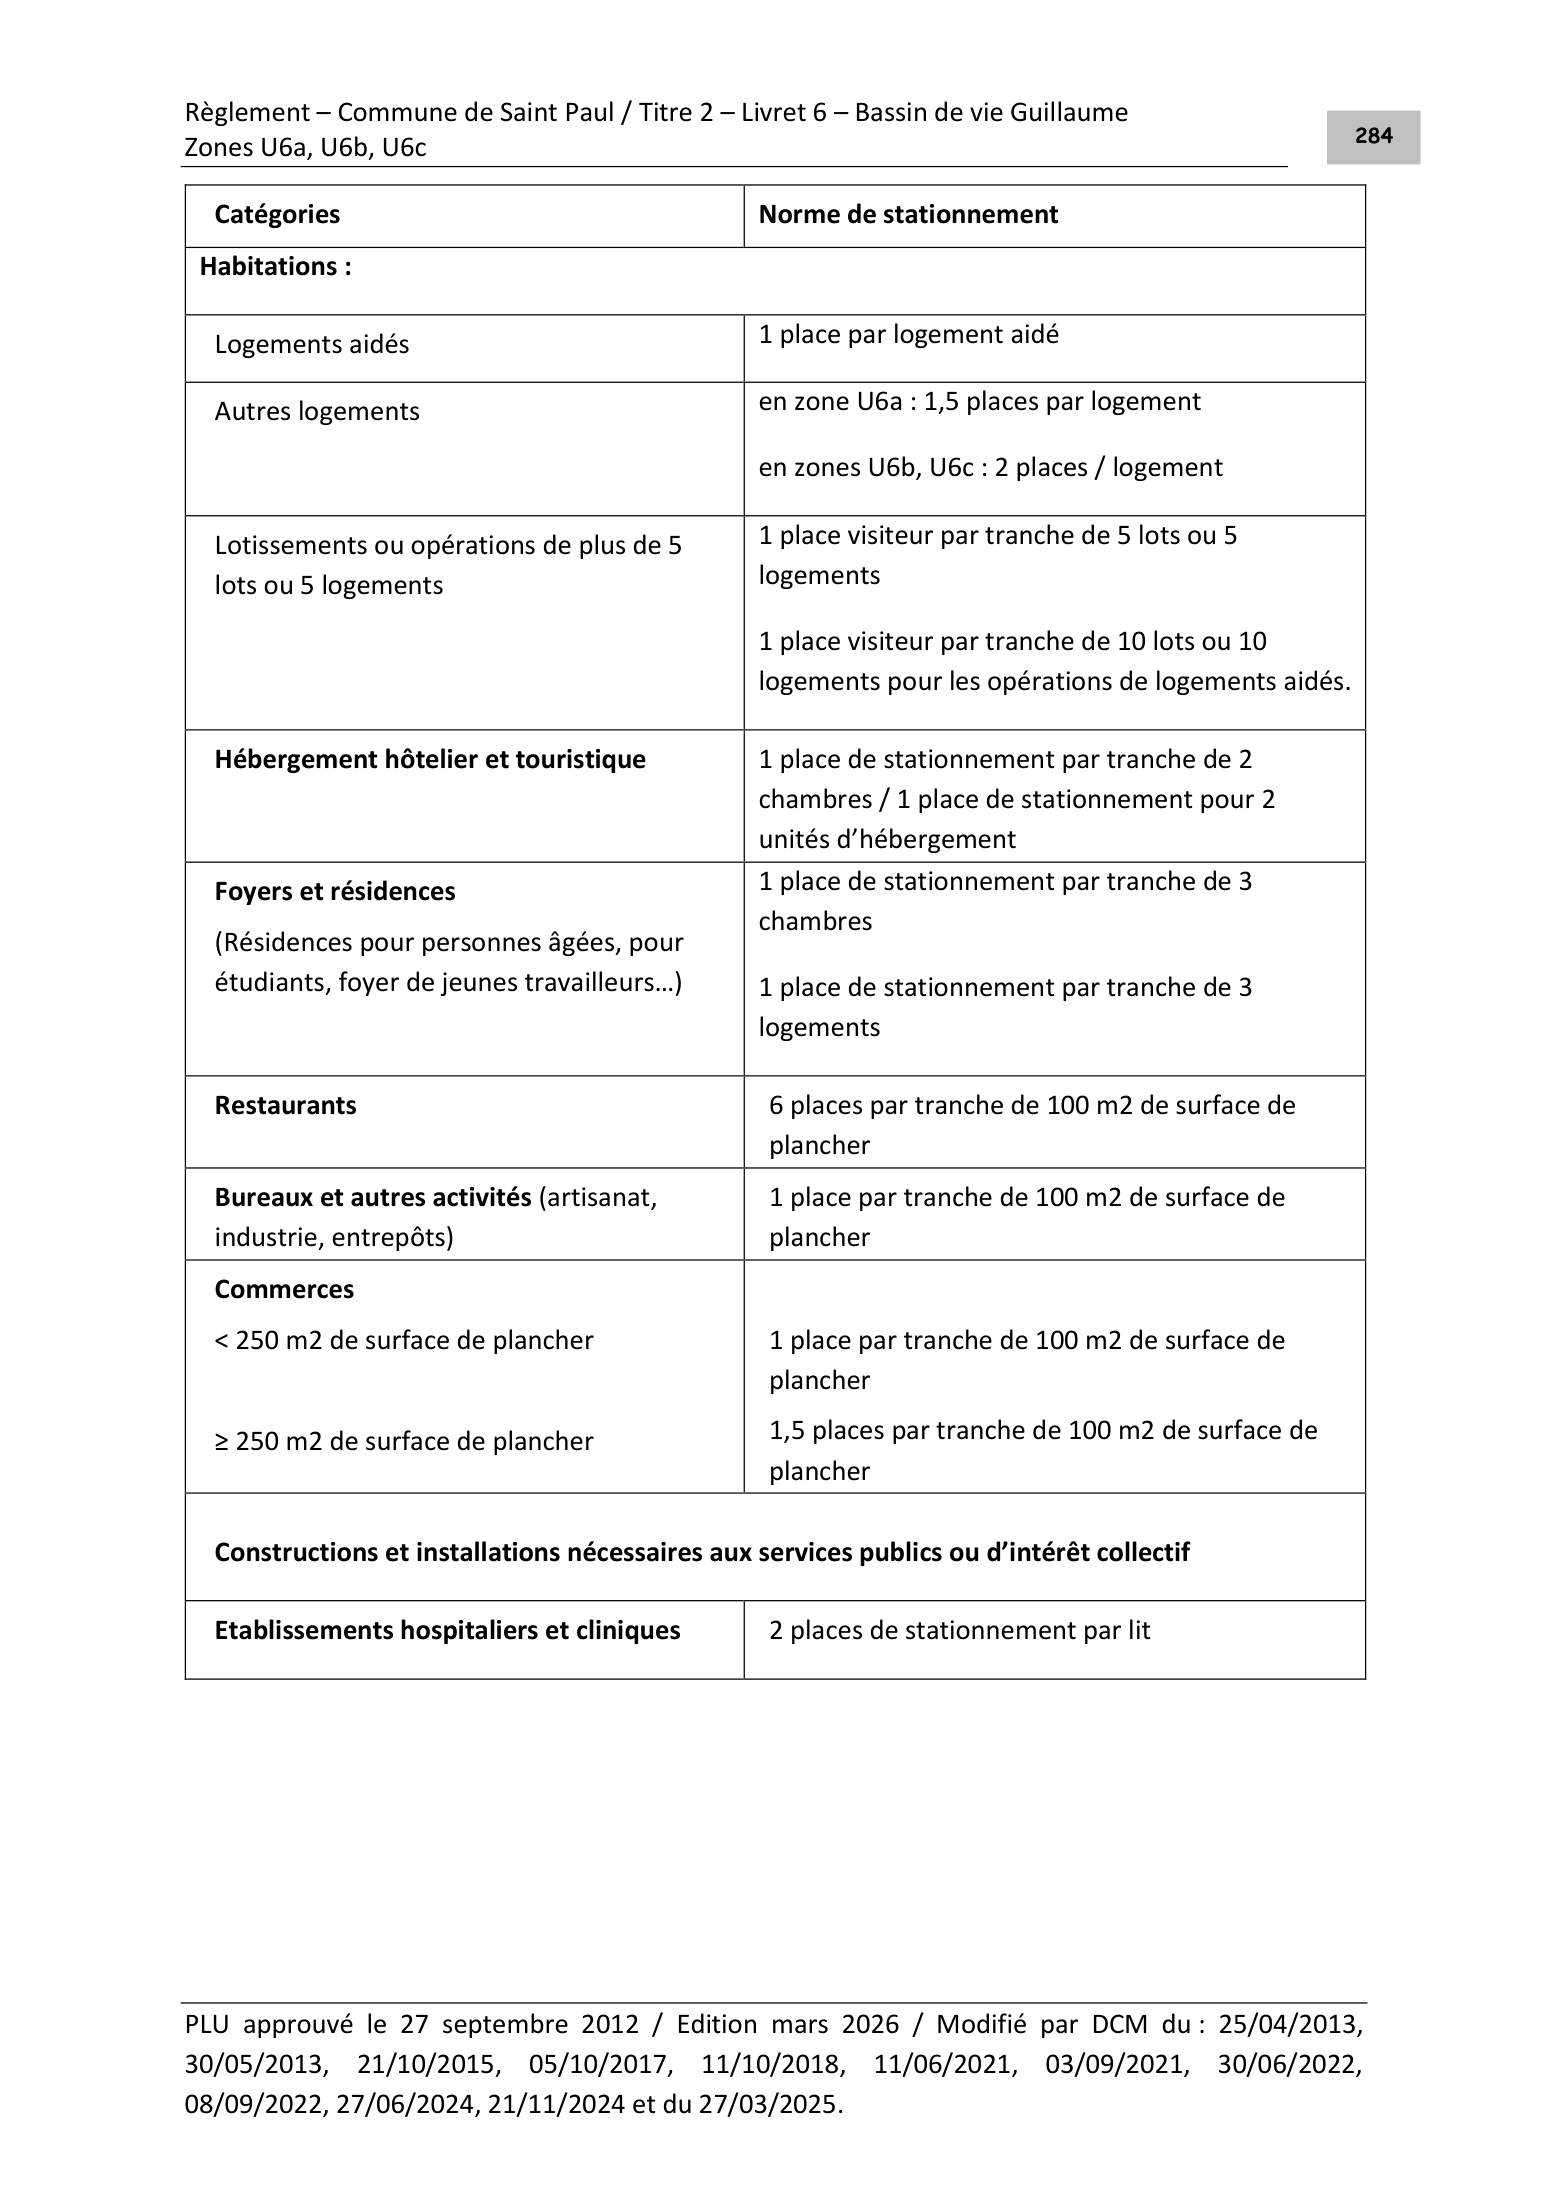 Règlement – Commune de Saint Paul / Titre 2 – Livret 6 – Bassin de vie Guillaume
Zones U6a, U6b, U6c
284
Catégories
Norme de stationnement
Habitations :
Logements aidés
1 place par logement aidé
Autres logements
en zone U6a : 1,5 places par logement
en zones U6b, U6c : 2 places / logement
Lotissements ou opérations de plus de 5
lots ou 5 logements
1 place visiteur par tranche de 5 lots ou 5
logements
1 place visiteur par tranche de 10 lots ou 10
logements pour les opérations de logements aidés.
Hébergement hôtelier et touristique
1 place de stationnement par tranche de 2
chambres / 1 place de stationnement pour 2
unités d’hébergement
Foyers et résidences
(Résidences pour personnes âgées, pour
étudiants, foyer de jeunes travailleurs…)
1 place de stationnement par tranche de 3
chambres
1 place de stationnement par tranche de 3
logements
Restaurants
6 places par tranche de 100 m2 de surface de
plancher
Bureaux et autres activités (artisanat,
industrie, entrepôts)
1 place par tranche de 100 m2 de surface de
plancher
Commerces
< 250 m2 de surface de plancher
1 place par tranche de 100 m2 de surface de
plancher
≥ 250 m2 de surface de plancher
1,5 places par tranche de 100 m2 de surface de
plancher
Constructions et installations nécessaires aux services publics ou d’intérêt collectif
Etablissements hospitaliers et cliniques
2 places de stationnement par lit
PLU approuvé le 27 septembre 2012 / Edition mars 2026 / Modifié par DCM du : 25/04/2013,
30/05/2013, 21/10/2015, 05/10/2017, 11/10/2018, 11/06/2021, 03/09/2021, 30/06/2022,
08/09/2022, 27/06/2024, 21/11/2024 et du 27/03/2025.